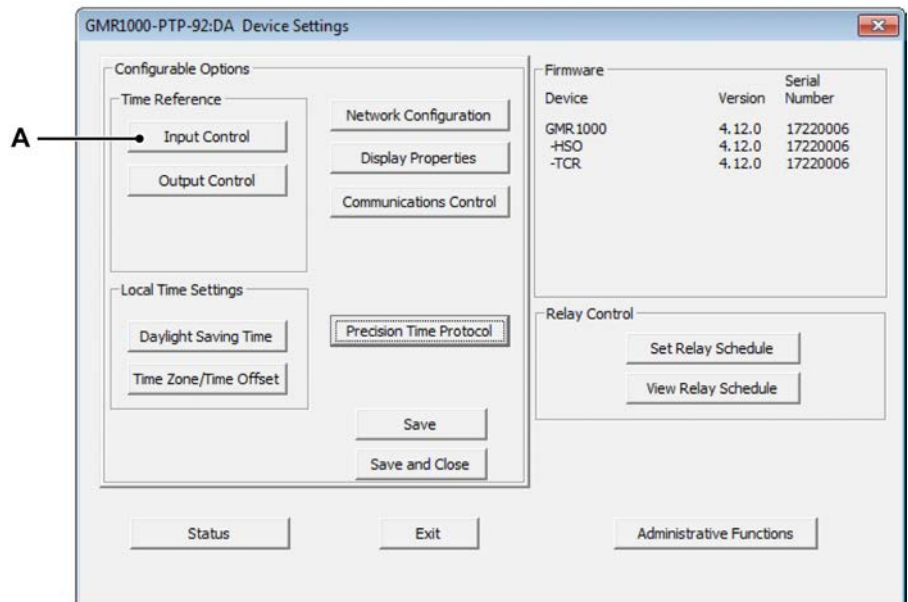 GMR1000-PTP-92:DA Device Settings
Configurable Options
Time Reference
A
Input Control
Output Control
Network Configuration
Display Properties
Communications Control
Local Time Settings
Daylight Saving Time
Time Zone/Time Offset
Precision Time Protocol
Save
Save and Close
Firmware
Device Version Serial Number
GMR1000 4.12.0 17220006
-HSO 4.12.0 17220006
-TCR 4.12.0 17220006
Relay Control
Set Relay Schedule
View Relay Schedule
Status
Exit
Administrative Functions